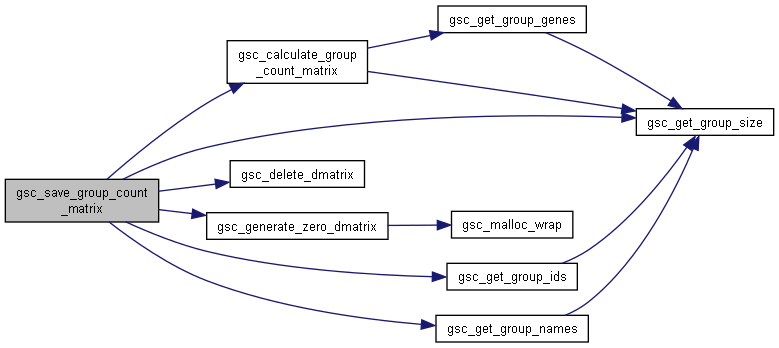 gsc_save_group_count
_matrix
gsc_calculate_group
_count_matrix
gsc_get_group_genes
gsc_get_group_size
gsc_delete_dmatrix
gsc_generate_zero_dmatrix
gsc_malloc_wrap
gsc_get_group_ids
gsc_get_group_names